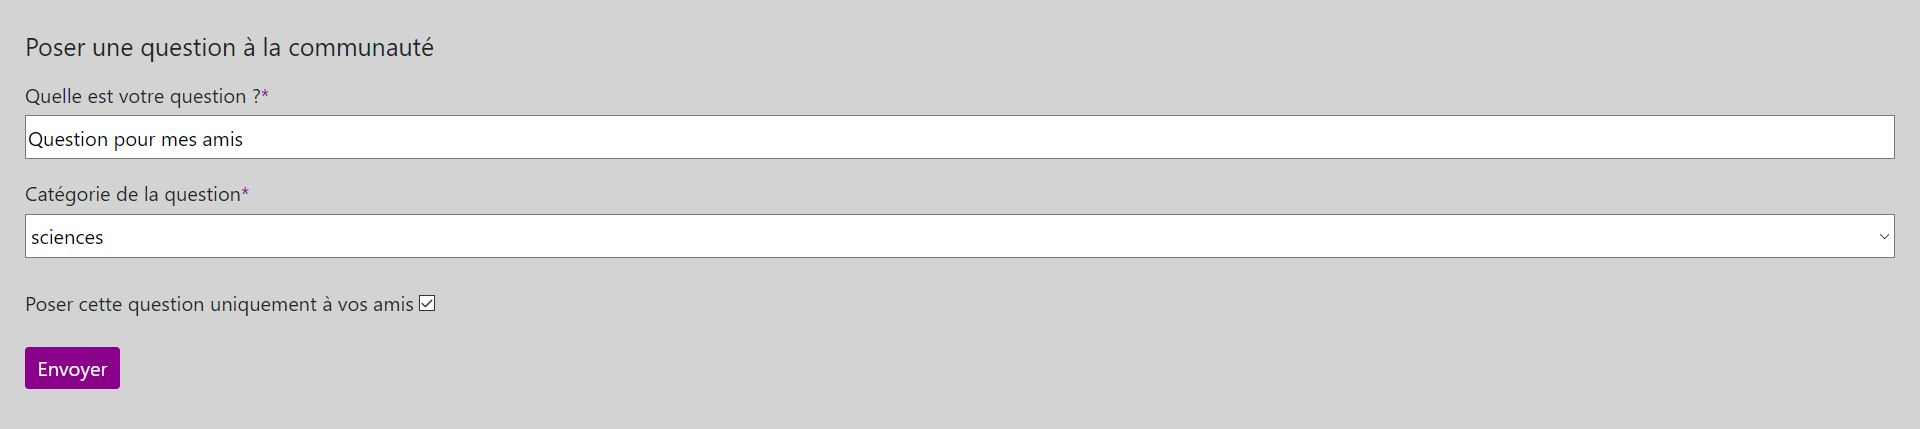 Poser une question à la communauté
Quelle est votre question ?*
Question pour mes amis
Catégorie de la question*
sciences
Poser cette question uniquement à vos amis
Envoyer